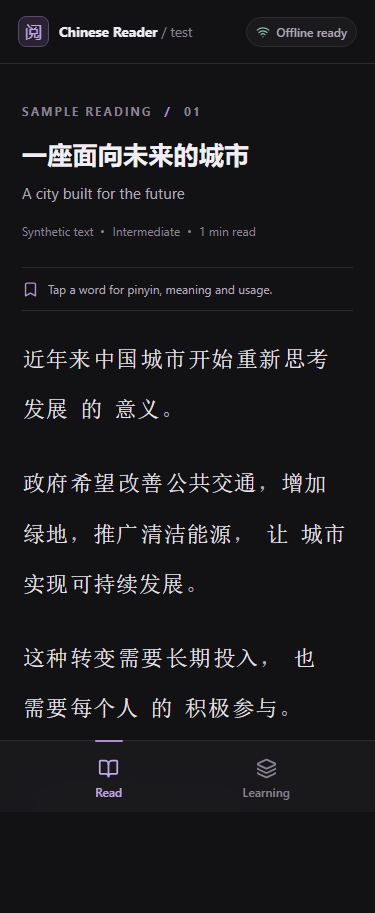 阅 Chinese Reader / test
Offline ready
SAMPLE READING / 01
一座面向未来的城市
A city built for the future
Synthetic text • Intermediate • 1 min read
Tap a word for pinyin, meaning and usage.
近年来中国城市开始重新思考
发展 的 意义。
政府希望改善公共交通，增加
绿地，推广清洁能源， 让 城市
实现可持续发展。
这种转变需要长期投入， 也
需要每个人 的 积极参与。
Read
Learning